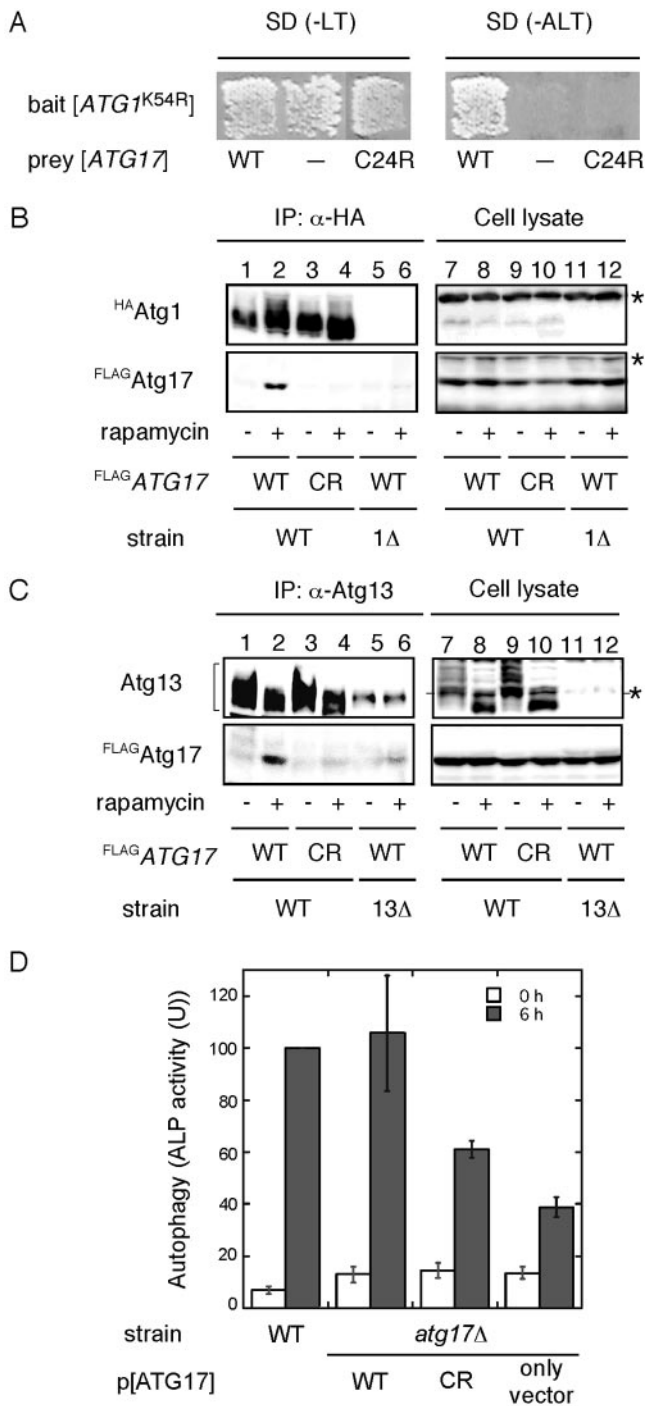 A
SD (-LT) SD (-ALT)
bait [ATG1K54R]
prey [ATG17] WT — C24R WT — C24R
B
IP: α-HA Cell lysate
1 2 3 4 5 6 7 8 9 10 11 12
HAAtg1 *
FLAGAtg17 *
rapamycin - + - + - + - + - + - +
FLAGATG17 WT CR WT WT CR WT
strain WT 1Δ WT 1Δ
C
IP: α-Atg13 Cell lysate
1 2 3 4 5 6 7 8 9 10 11 12
Atg13 *
FLAGAtg17
rapamycin - + - + - + - + - + - +
FLAGATG17 WT CR WT WT CR WT
strain WT 13Δ WT 13Δ
D
Autophagy (ALP activity (U))
120
100
80
60
40
20
0
0 h
6 h
strain WT atg17Δ
p[ATG17] WT CR only vector